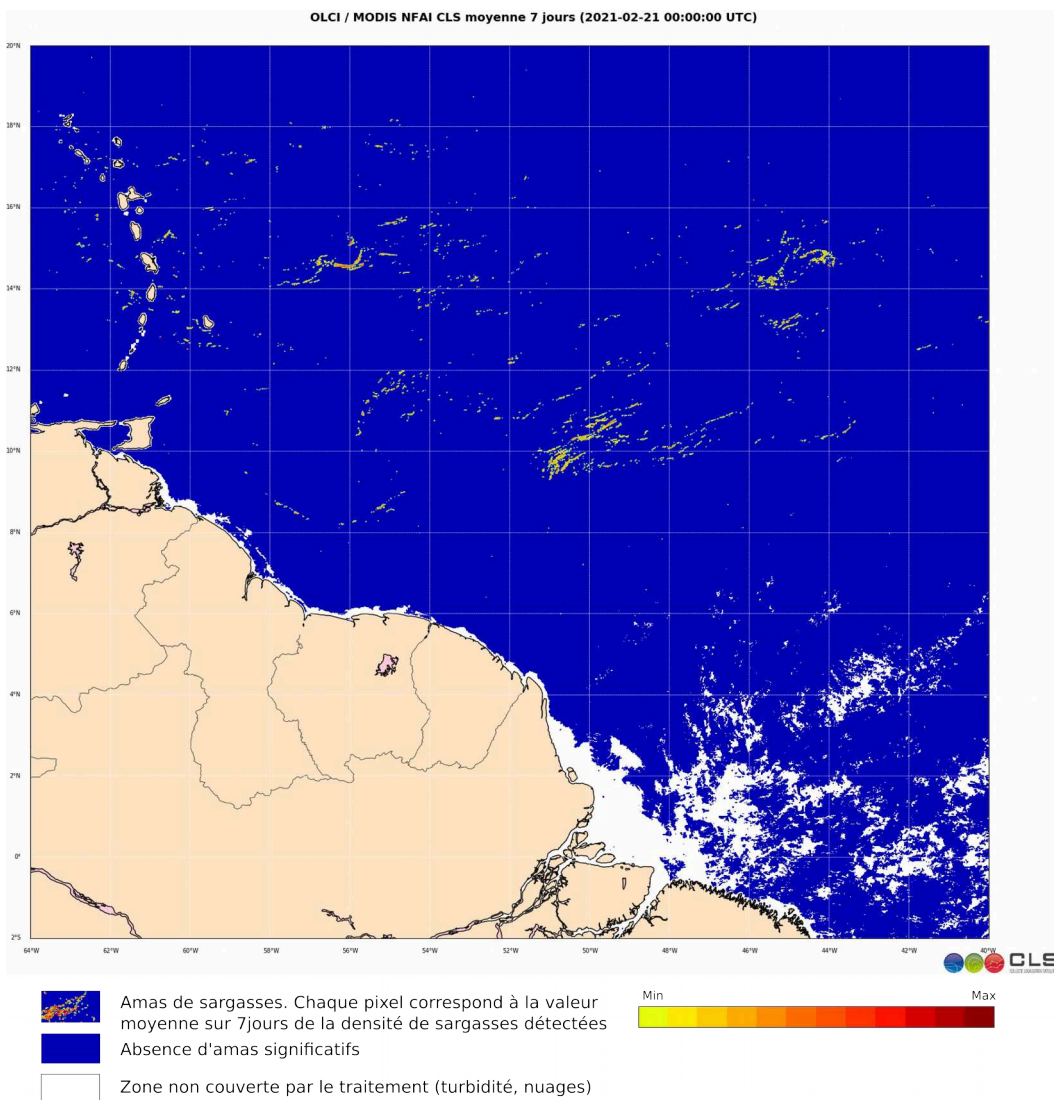 OLCI / MODIS NFAI CLS moyenne 7 jours (2021-02-21 00:00:00 UTC)
20°N
18°N
16°N
14°N
12°N
10°N
8°N
6°N
4°N
2°N
0°
2°S
64°W 62°W 60°W 58°W 56°W 54°W 52°W 50°W 48°W 46°W 44°W 42°W 40°W
CLS
Amas de sargasses. Chaque pixel correspond à la valeur
moyenne sur 7jours de la densité de sargasses détectées
Min Max
Absence d'amas significatifs
Zone non couverte par le traitement (turbidité, nuages)